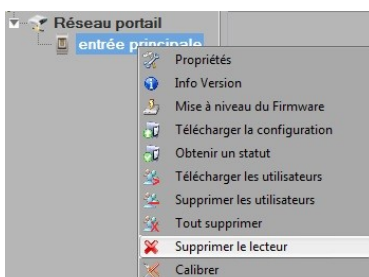 Réseau portail
entrée principale
Propriétés
Info Version
Mise à niveau du Firmware
Télécharger la configuration
Obtenir un statut
Télécharger les utilisateurs
Supprimer les utilisateurs
Tout supprimer
Supprimer le lecteur
Calibrer